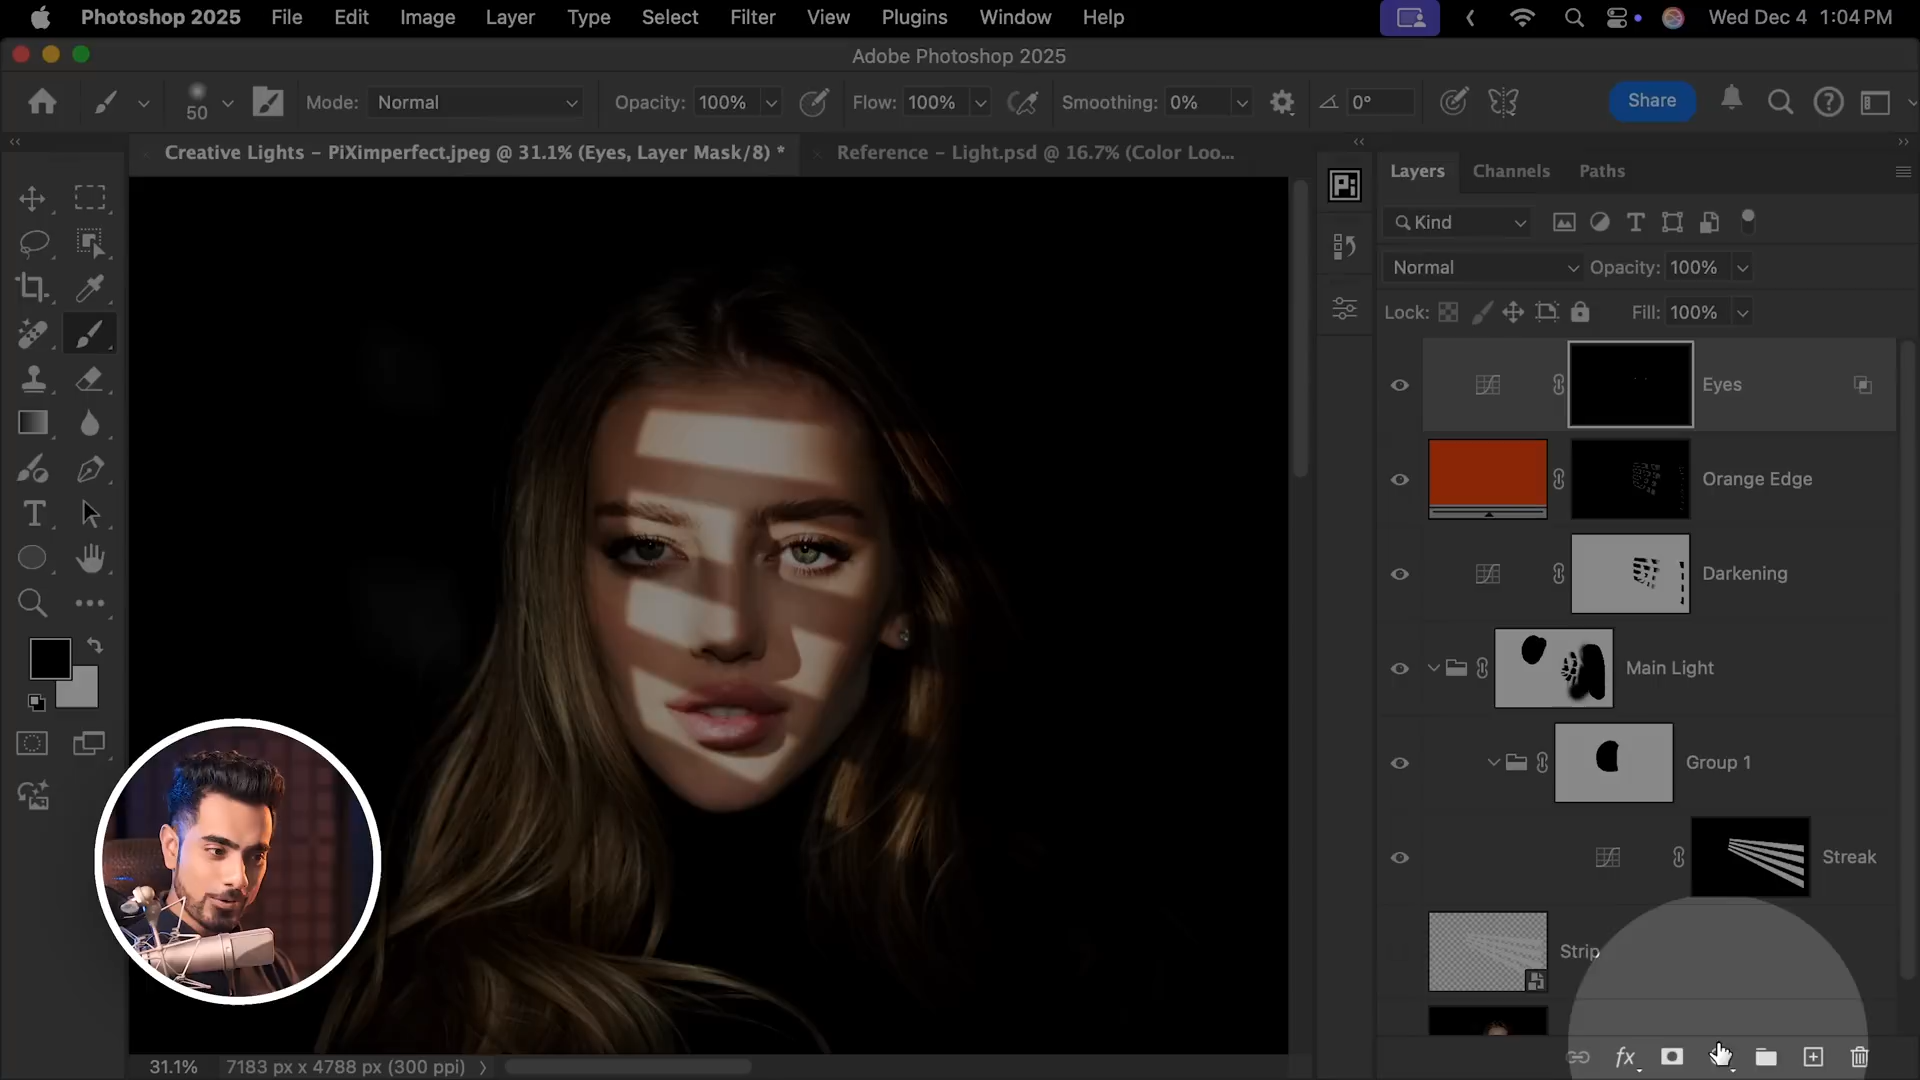 Photoshop 2025 File Edit Image Layer Type Select Filter View Plugins Window Help Wed Dec 4 1:04 PM
Adobe Photoshop 2025
50 Mode: Normal Opacity: 100% Flow: 100% Smoothing: 0% 0° Share
Creative Lights - PiXimperfect.jpeg @ 31.1% (Eyes, Layer Mask/8) *
Reference - Light.psd @ 16.7% (Color Loo...
Pi
Layers Channels Paths
Kind
Normal Opacity: 100%
Lock: Fill: 100%
Eyes
Orange Edge
Darkening
Main Light
Group 1
Streak
Strip
fx
31.1% 7183 px x 4788 px (300 ppi)